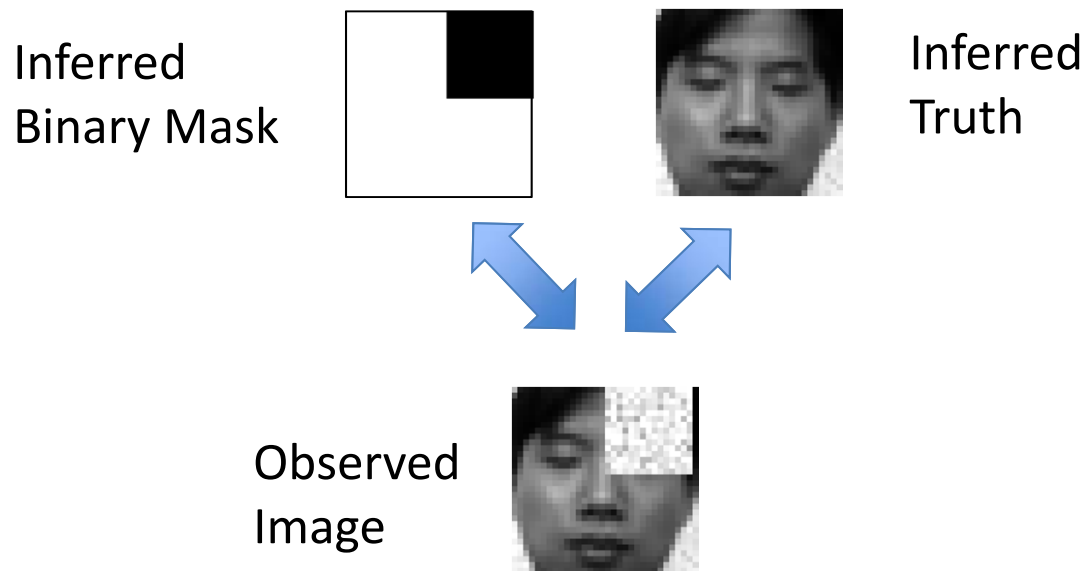 Inferred
Binary Mask
Inferred
Truth
Observed
Image